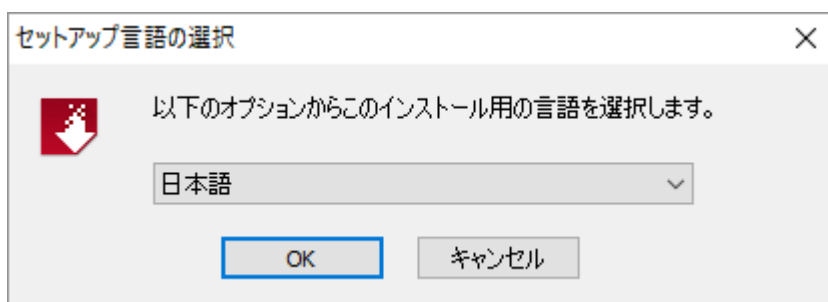 セットアップ言語の選択
以下のオプションからこのインストール用の言語を選択します。
日本語
OK
キャンセル